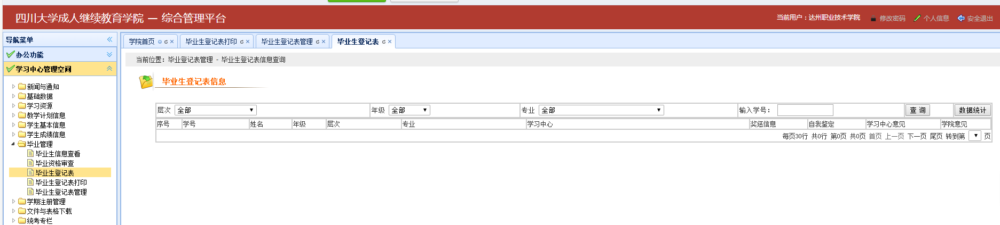 四川大学成人继续教育学院 — 综合管理平台
当前用户：达州职业技术学院 修改密码 个人信息 安全退出
导航菜单
办公功能
学习中心管理空间
新闻与通知
基础数据
学习资源
教学计划信息
学生基本信息
学生成绩信息
毕业管理
毕业生信息查看
毕业资格审查
毕业生登记表
毕业生登记表打印
毕业生登记表管理
学期注册管理
文件与表格下载
统考专栏
学院首页 毕业生登记表打印 毕业生登记表管理 毕业生登记表
当前位置：毕业登记表管理 - 毕业生登记表信息查询
毕业生登记表信息
层次 全部 年级 全部 专业 全部 输入学号： 查 询 数据统计
序号 学号 姓名 年级 层次 专业 学习中心 奖惩信息 自我鉴定 学习中心意见 学院意见
每页30行 共0行 第0页 共0页 首页 上一页 下一页 尾页 转到第 页